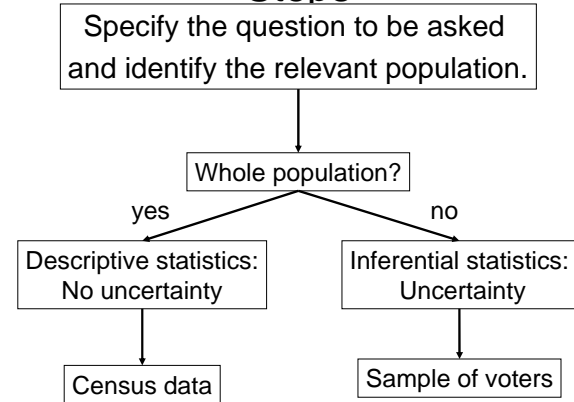 Specify the question to be asked
and identify the relevant population.
Whole population?
yes
no
Descriptive statistics:
No uncertainty
Inferential statistics:
Uncertainty
Census data
Sample of voters